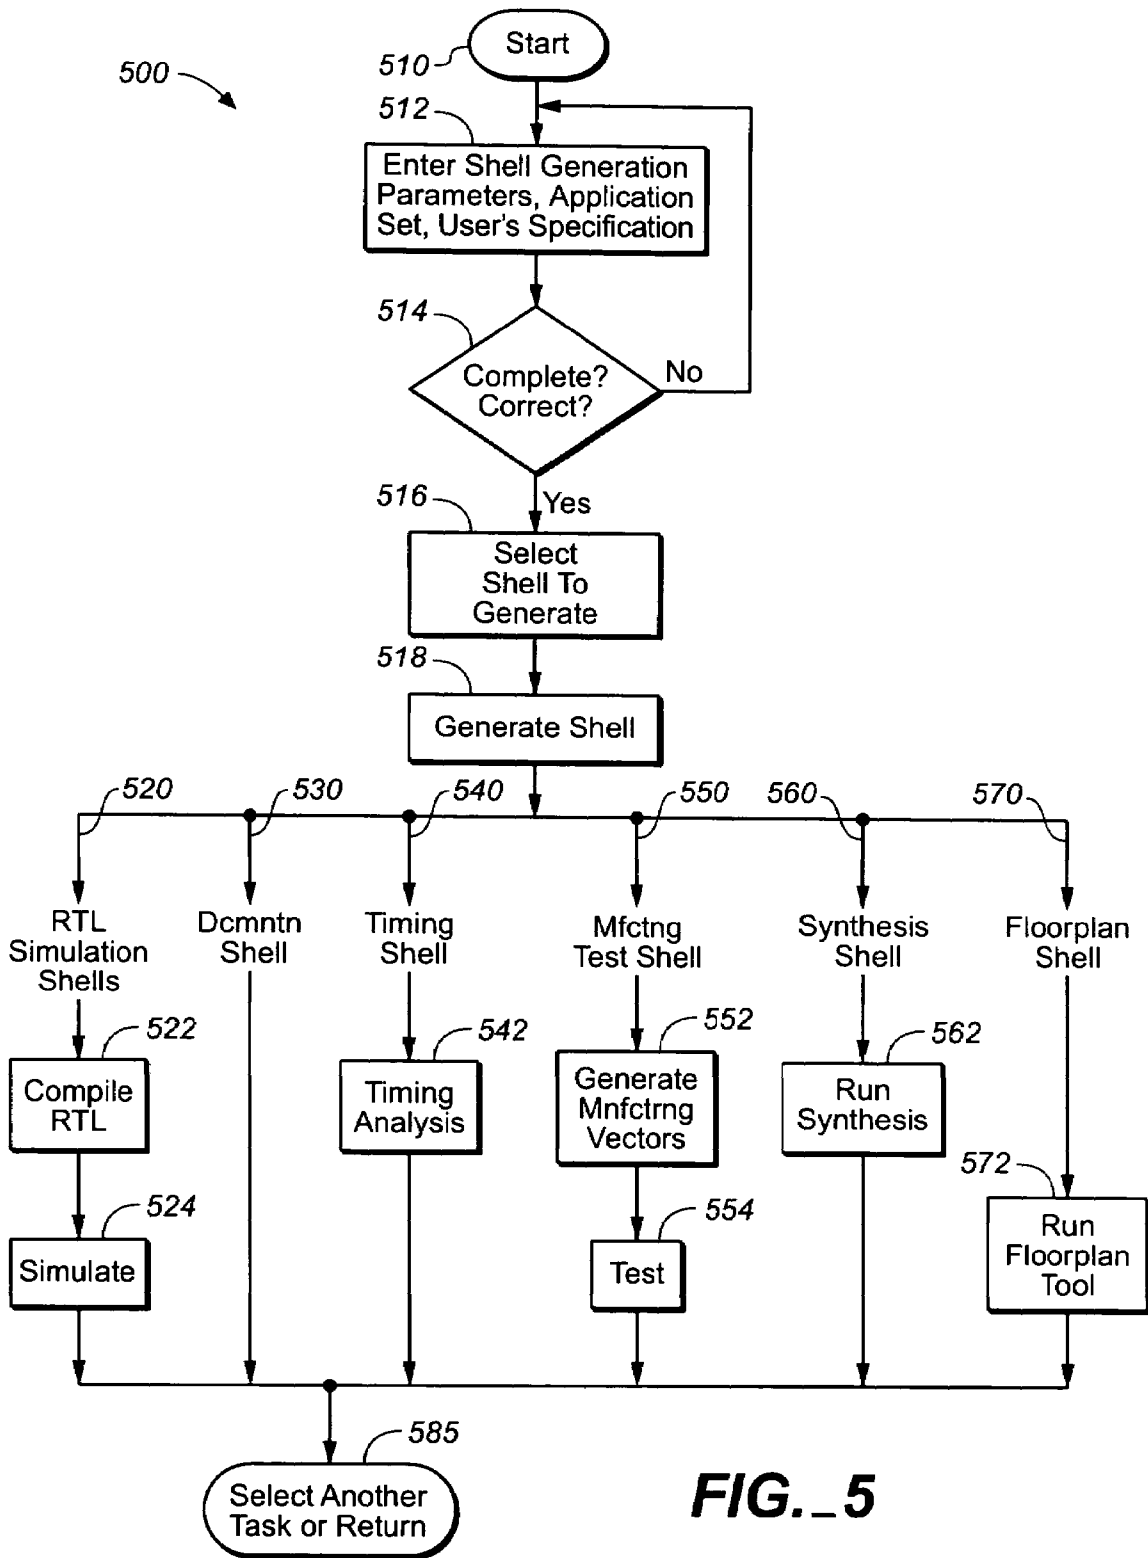 Start
510
500
512
Enter Shell Generation
Parameters, Application
Set, User's Specification
514
Complete?
Correct?
No
516
Yes
Select
Shell To
Generate
518
Generate Shell
520
530
540
550
560
570
RTL
Simulation
Shells
Dcmntn
Shell
Timing
Shell
Mfctng
Test Shell
Synthesis
Shell
Floorplan
Shell
522
Compile
RTL
542
Timing
Analysis
552
Generate
Mnfctrng
Vectors
562
Run
Synthesis
524
Simulate
554
Test
572
Run
Floorplan
Tool
585
Select Another
Task or Return
FIG._5